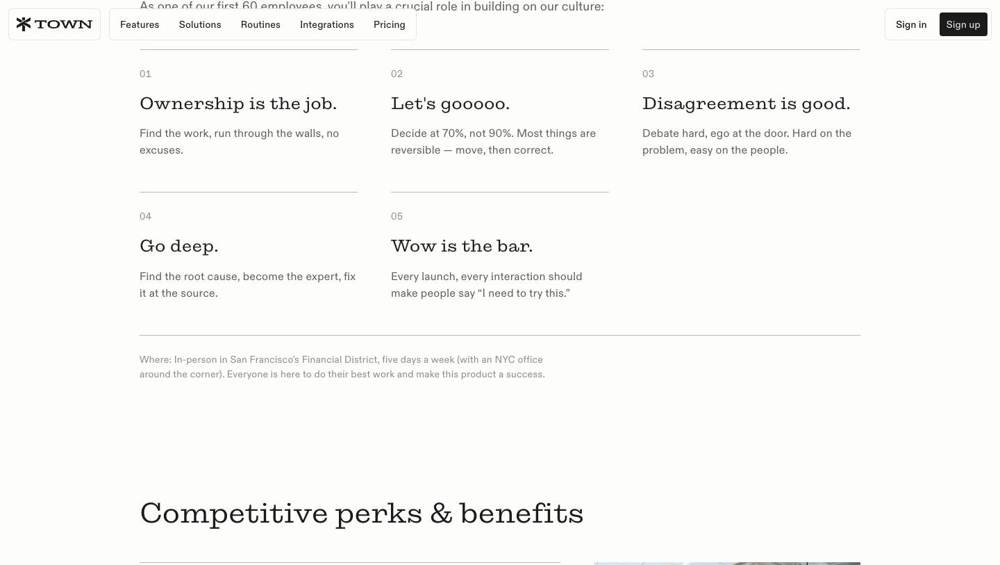 As one of our first 60 employees, you'll play a crucial role in building on our culture:
TOWN
Features
Solutions
Routines
Integrations
Pricing
Sign in
Sign up
01
Ownership is the job.
Find the work, run through the walls, no
excuses.
02
Let's gooooo.
Decide at 70%, not 90%. Most things are
reversible — move, then correct.
03
Disagreement is good.
Debate hard, ego at the door. Hard on the
problem, easy on the people.
04
Go deep.
Find the root cause, become the expert, fix
it at the source.
05
Wow is the bar.
Every launch, every interaction should
make people say “I need to try this.”
Where: In-person in San Francisco's Financial District, five days a week (with an NYC office
around the corner). Everyone is here to do their best work and make this product a success.
Competitive perks & benefits